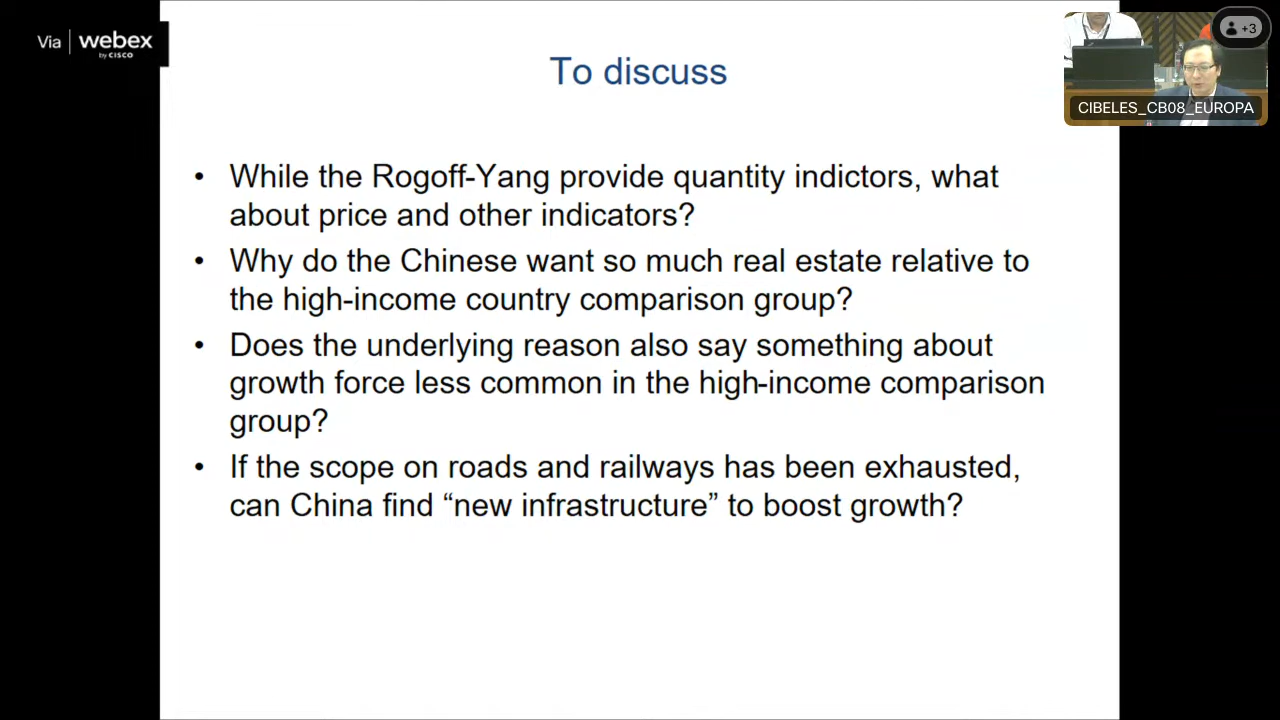 Via | webex
by CISCO
+3
CIBELES_CB08_EUROPA
To discuss
• While the Rogoff-Yang provide quantity indictors, what
about price and other indicators?
• Why do the Chinese want so much real estate relative to
the high-income country comparison group?
• Does the underlying reason also say something about
growth force less common in the high-income comparison
group?
• If the scope on roads and railways has been exhausted,
can China find “new infrastructure” to boost growth?